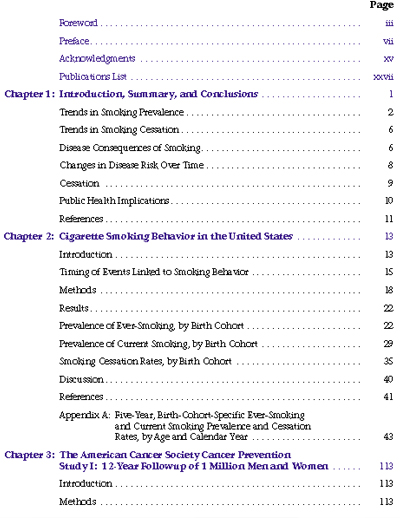 Page
Foreword . . . . . . . . . . . . . . . . . . . . iii
Preface . . . . . . . . . . . . . . . . . . . . vii
Acknowledgments . . . . . . . . . . . . . . . . . . . . xv
Publications List . . . . . . . . . . . . . . . . . . . . xxvii
Chapter 1: Introduction, Summary, and Conclusions . . . . . . . . . . 1
Trends in Smoking Prevalence . . . . . . . . . . . . . . . . . . . . 2
Trends in Smoking Cessation . . . . . . . . . . . . . . . . . . . . 6
Disease Consequences of Smoking . . . . . . . . . . . . . . . . . . . . 6
Changes in Disease Risk Over Time . . . . . . . . . . . . . . . . . . . . 8
Cessation . . . . . . . . . . . . . . . . . . . . 9
Public Health Implications . . . . . . . . . . . . . . . . . . . . 10
References . . . . . . . . . . . . . . . . . . . . 11
Chapter 2: Cigarette Smoking Behavior in the United States . . . . . . . . . . 13
Introduction . . . . . . . . . . . . . . . . . . . . 13
Timing of Events Linked to Smoking Behavior . . . . . . . . . . . . . . 15
Methods . . . . . . . . . . . . . . . . . . . . 18
Results . . . . . . . . . . . . . . . . . . . . 22
Prevalence of Ever-Smoking, by Birth Cohort . . . . . . . . . . . . . . 22
Prevalence of Current Smoking, by Birth Cohort . . . . . . . . . . . . . 29
Smoking Cessation Rates, by Birth Cohort . . . . . . . . . . . . . . . . 35
Discussion . . . . . . . . . . . . . . . . . . . . 40
References . . . . . . . . . . . . . . . . . . . . 41
Appendix A: Five-Year, Birth-Cohort-Specific Ever-Smoking
and Current Smoking Prevalence and Cessation
Rates, by Age and Calendar Year . . . . . . . . . . . . . . 43
Chapter 3: The American Cancer Society Cancer Prevention
Study I: 12-Year Followup of 1 Million Men and Women . . . . . . 113
Introduction . . . . . . . . . . . . . . . . . . . . 113
Methods . . . . . . . . . . . . . . . . . . . . 113